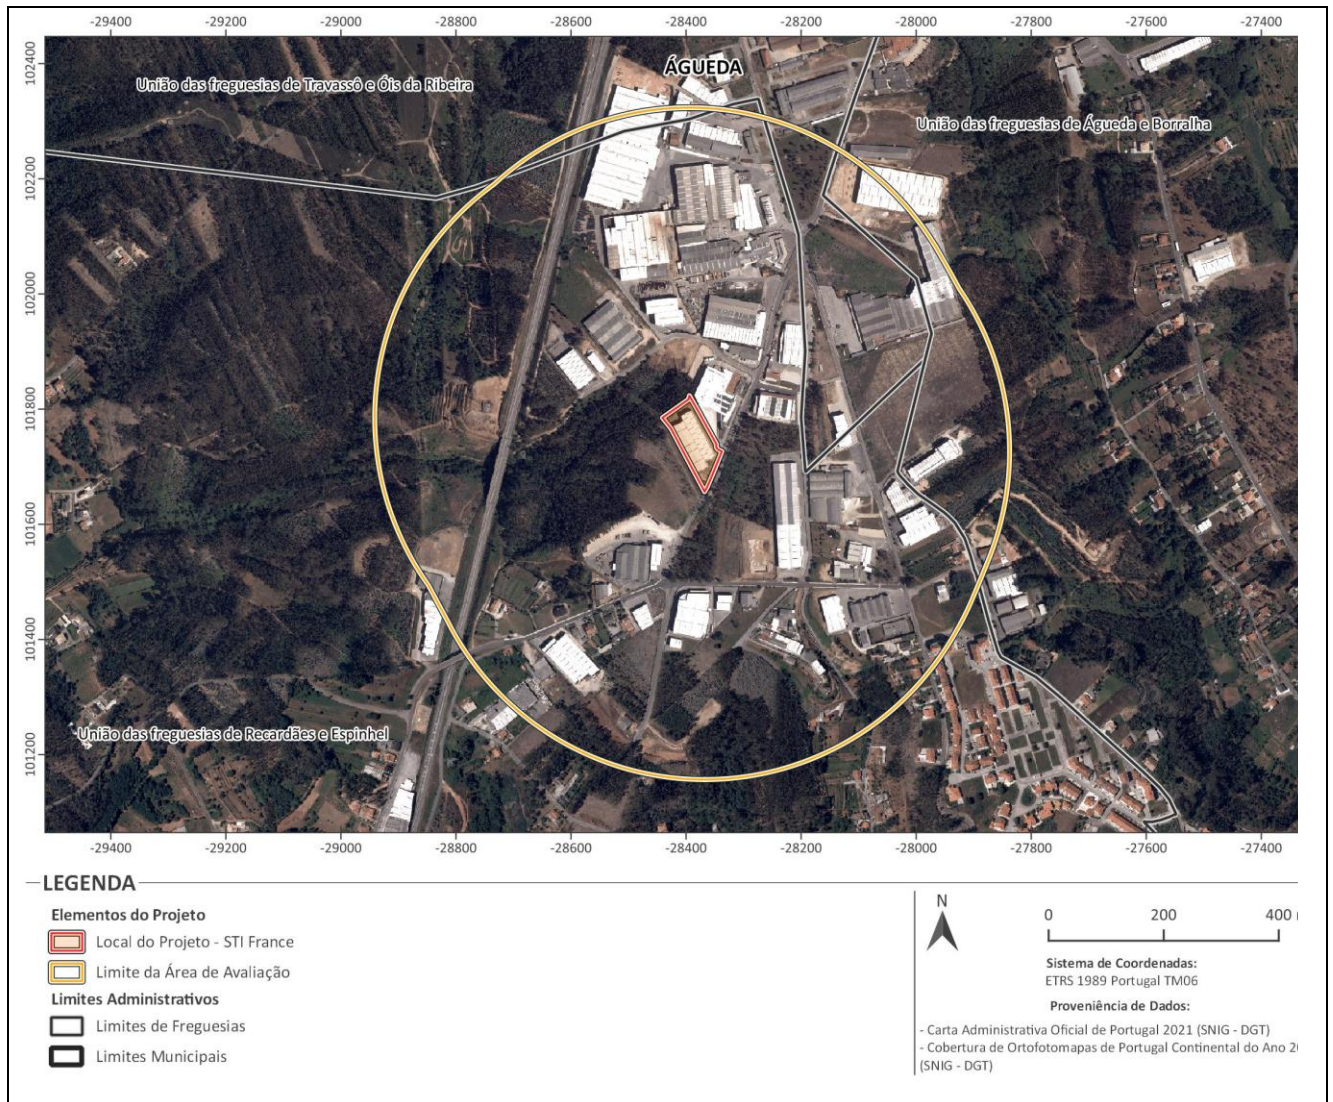 -29400 -29200 -29000 -28800 -28600 -28400 -28200 -28000 -27800 -27600 -27400
102400
102200
102000
101800
101600
101400
101200
ÁGUEDA
União das freguesias de Travassô e Óis da Ribeira
União das freguesias de Águeda e Borralha
União das freguesias de Recardães e Espinhel
-29400 -29200 -29000 -28800 -28600 -28400 -28200 -28000 -27800 -27600 -27400
LEGENDA
Elementos do Projeto
Local do Projeto - STI France
Limite da Área de Avaliação
Limites Administrativos
Limites de Freguesias
Limites Municipais
N
0 200 400
Sistema de Coordenadas:
ETRS 1989 Portugal TM06
Proveniência de Dados:
- Carta Administrativa Oficial de Portugal 2021 (SNIG - DGT)
- Cobertura de Ortofotomapas de Portugal Continental do Ano
(SNIG - DGT)